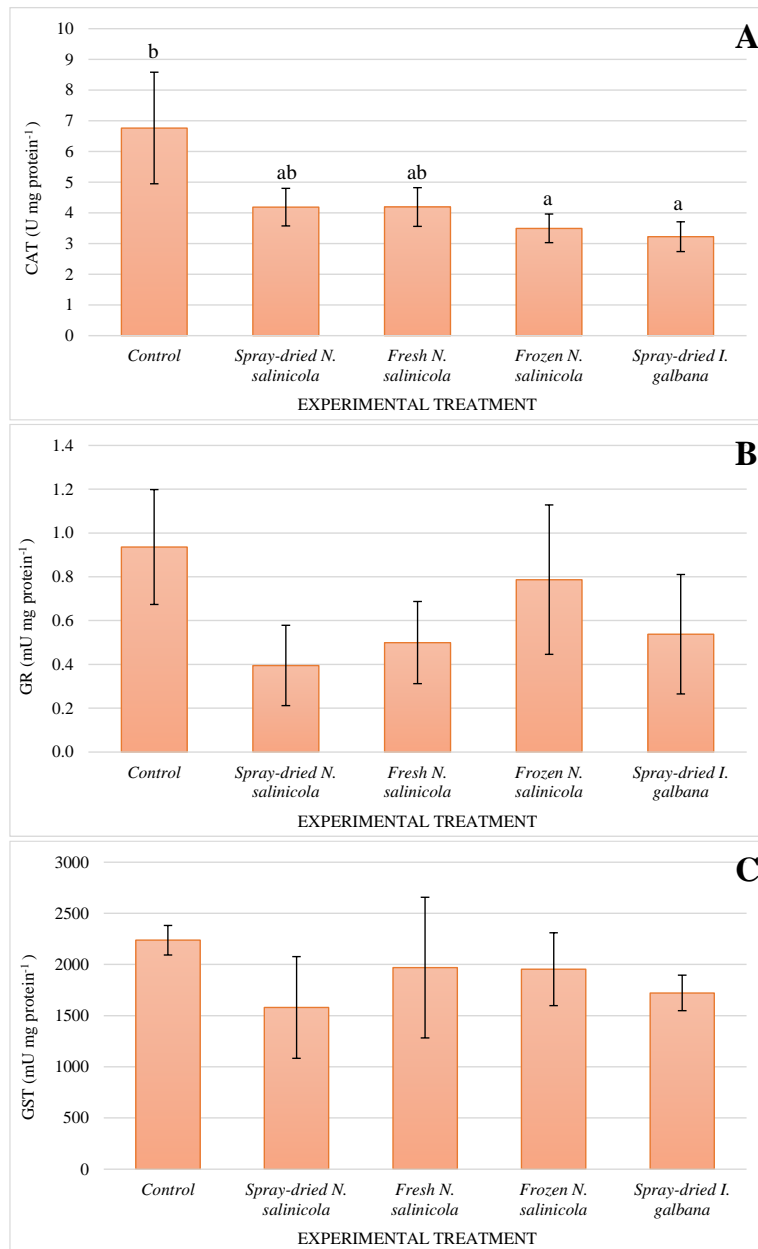 A
10
9
8
7
6
5
4
3
2
1
0
CAT (U mg protein⁻¹)
b
ab
ab
a
a
Control
Spray-dried N.
salinicola
Fresh N.
salinicola
Frozen N.
salinicola
Spray-dried I.
galbana
EXPERIMENTAL TREATMENT
B
1.4
1.2
1.0
0.8
0.6
0.4
0.2
0.0
GR (mU mg protein⁻¹)
Control
Spray-dried N.
salinicola
Fresh N.
salinicola
Frozen N.
salinicola
Spray-dried I.
galbana
EXPERIMENTAL TREATMENT
C
3000
2500
2000
1500
1000
500
0
GST (mU mg protein⁻¹)
Control
Spray-dried N.
salinicola
Fresh N.
salinicola
Frozen N.
salinicola
Spray-dried I.
galbana
EXPERIMENTAL TREATMENT